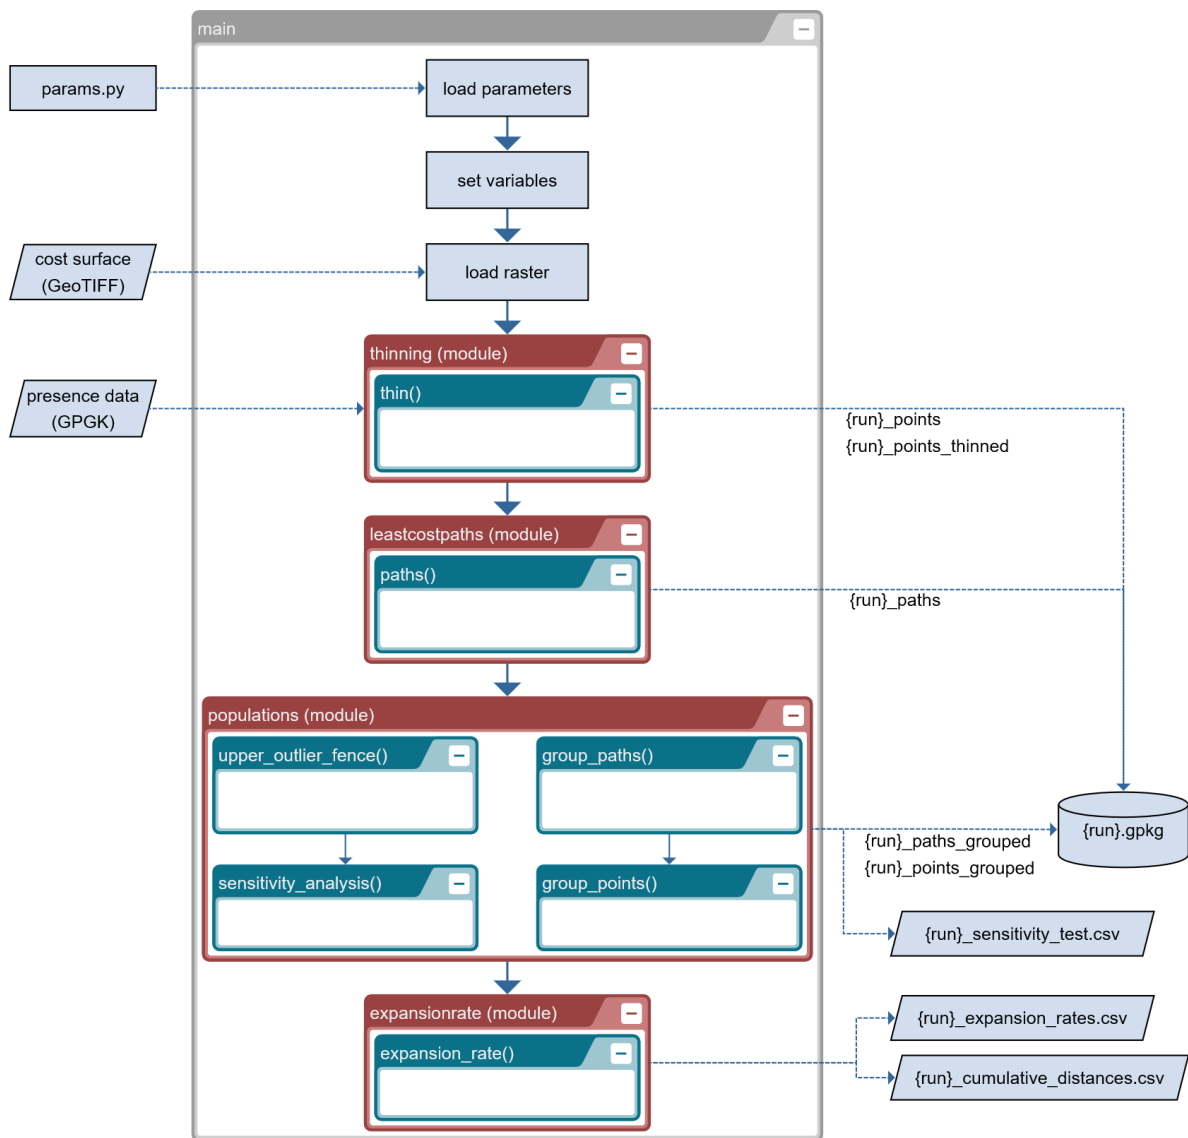 main
params.py
load parameters
set variables
cost surface
(GeoTIFF)
load raster
thinning (module)
presence data
(GPGK)
thin()
{run}_points
{run}_points_thinned
leastcostpaths (module)
paths()
{run}_paths
populations (module)
upper_outlier_fence()
group_paths()
{run}_paths_grouped
{run}_points_grouped
{run}.gpkg
sensitivity_analysis()
group_points()
{run}_sensitivity_test.csv
expansionrate (module)
expansion_rate()
{run}_expansion_rates.csv
{run}_cumulative_distances.csv